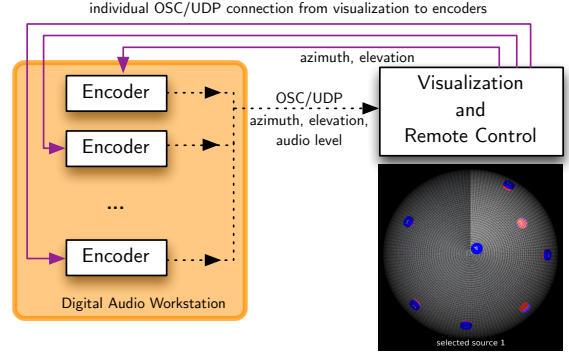 individual OSC/UDP connection from visualization to encoders
azimuth, elevation
Encoder
Encoder
...
Encoder
Digital Audio Workstation
OSC/UDP
azimuth, elevation,
audio level
Visualization
and
Remote Control
selected source 1